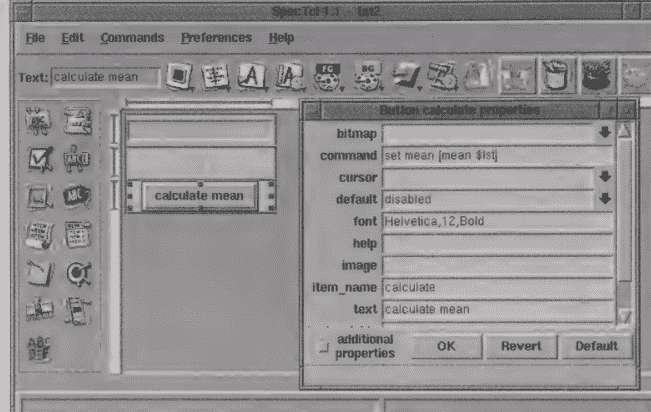 SpecTcl 1.1 - tst2
File Edit Commands Preferences Help
Text: calculate mean
calculate mean
Button calculate properties
bitmap
command set mean [mean $lst]
cursor
default disabled
font Helvetica,12,Bold
help
image
item_name calculate
text calculate mean
additional
properties
OK Revert Default